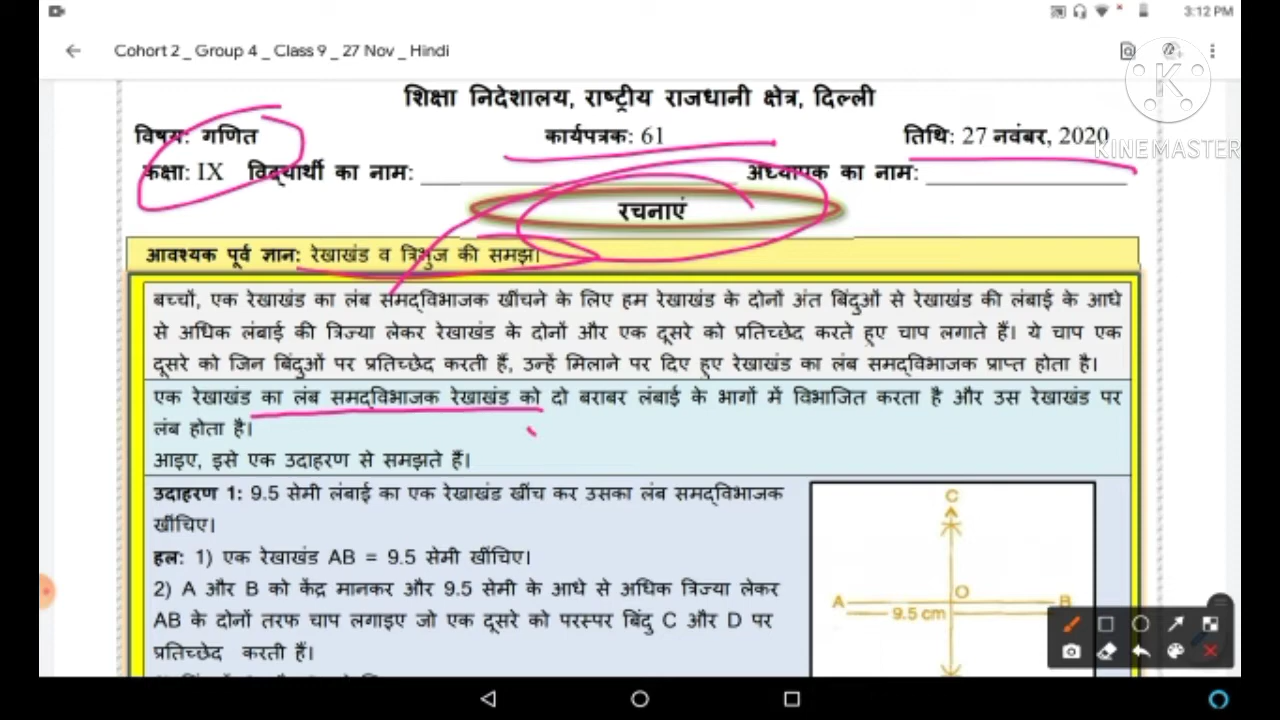 3:12 PM
Cohort 2 _ Group 4 _ Class 9 _ 27 Nov _ Hindi
K
KINEMASTER
शिक्षा निदेशालय, राष्ट्रीय राजधानी क्षेत्र, दिल्ली
विषय: गणित कार्यपत्रक: 61 तिथि: 27 नवंबर, 2020
कक्षा: IX विद्यार्थी का नाम: ____________________ अध्यापक का नाम: ________________
रचनाएं
आवश्यक पूर्व ज्ञान: रेखाखंड व त्रिभुज की समझ।
बच्चों, एक रेखाखंड का लंब समद्विभाजक खींचने के लिए हम रेखाखंड के दोनों अंत बिंदुओं से रेखाखंड की लंबाई के आधे
से अधिक लंबाई की त्रिज्या लेकर रेखाखंड के दोनों और एक दूसरे को प्रतिच्छेद करते हुए चाप लगाते हैं। ये चाप एक
दूसरे को जिन बिंदुओं पर प्रतिच्छेद करती हैं, उन्हें मिलाने पर दिए हुए रेखाखंड का लंब समद्विभाजक प्राप्त होता है।
एक रेखाखंड का लंब समद्विभाजक रेखाखंड को दो बराबर लंबाई के भागों में विभाजित करता है और उस रेखाखंड पर
लंब होता है।
आइए, इसे एक उदाहरण से समझते हैं।
उदाहरण 1: 9.5 सेमी लंबाई का एक रेखाखंड खींच कर उसका लंब समद्विभाजक
खींचिए।
हल: 1) एक रेखाखंड AB = 9.5 सेमी खींचिए।
2) A और B को केंद्र मानकर और 9.5 सेमी के आधे से अधिक त्रिज्या लेकर
AB के दोनों तरफ चाप लगाइए जो एक दूसरे को परस्पर बिंदु C और D पर
प्रतिच्छेद करती हैं।
C
O
A B
9.5 cm